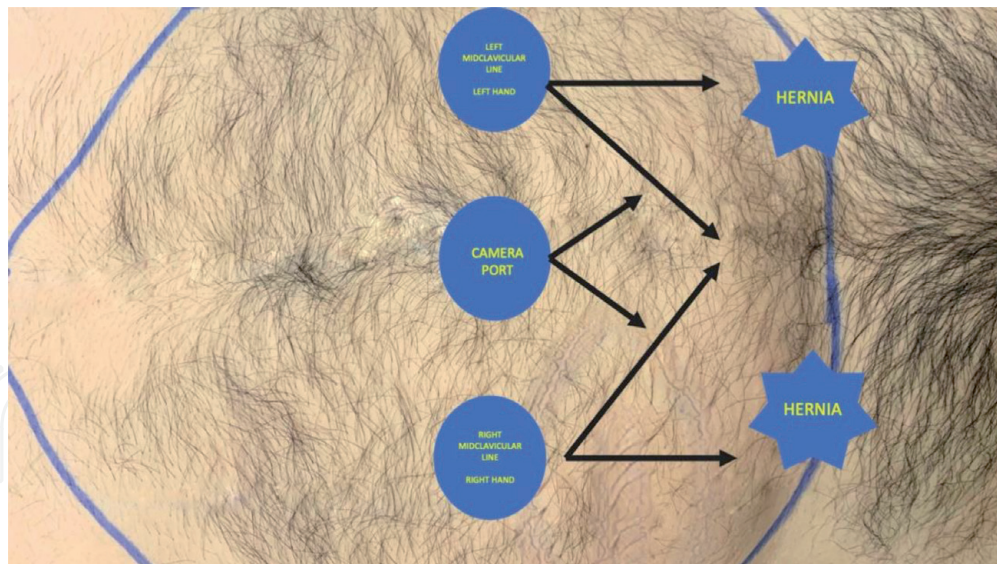 LEFT
MIDCLAVICULAR
LINE
LEFT HAND
HERNIA
CAMERA
PORT
RIGHT
MIDCLAVICULAR
LINE
RIGHT HAND
HERNIA